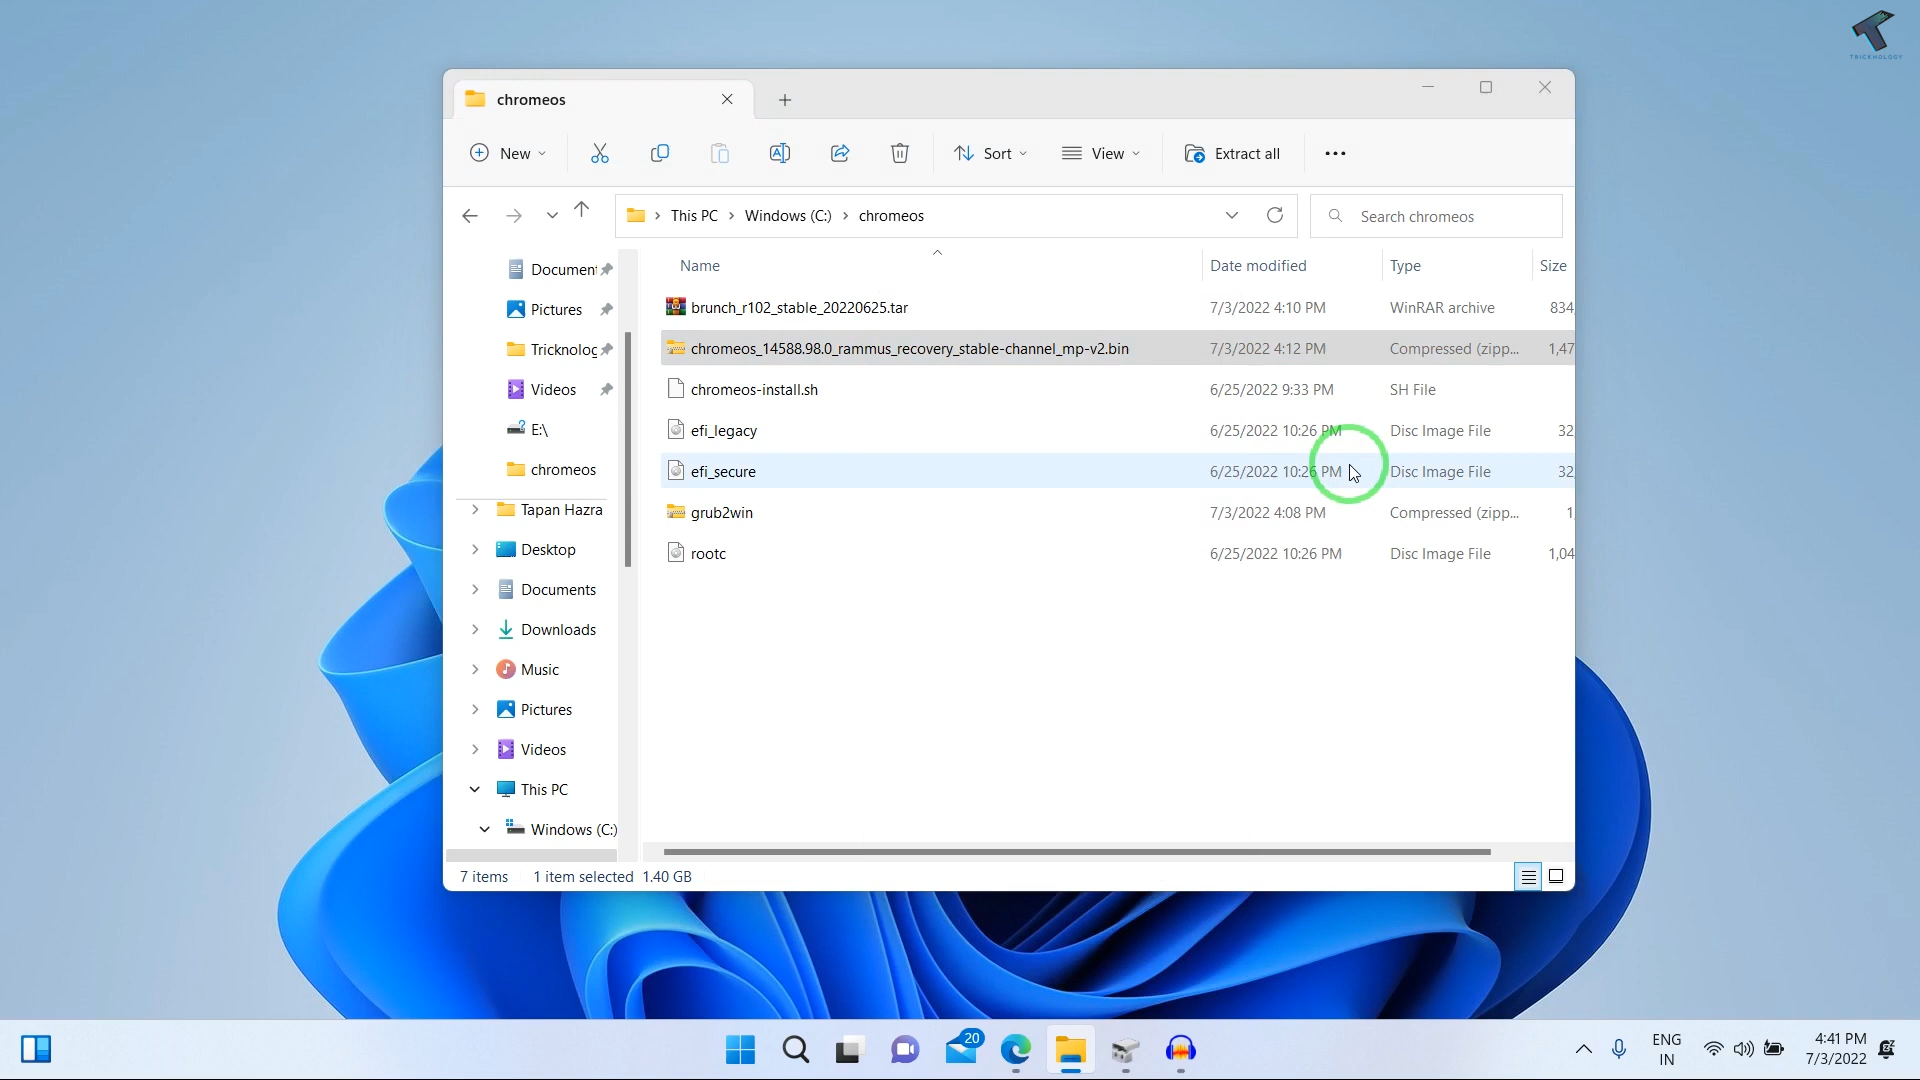 TRICKNOLOGY
chromeos
New
Sort
View
Extract all
This PC
Windows (C:)
chromeos
Search chromeos
Name
Date modified
Type
Size
brunch_r102_stable_20220625.tar
7/3/2022 4:10 PM
WinRAR archive
834,
chromeos_14588.98.0_rammus_recovery_stable-channel_mp-v2.bin
7/3/2022 4:12 PM
Compressed (zipp...
1,47
chromeos-install.sh
6/25/2022 9:33 PM
SH File
efi_legacy
6/25/2022 10:26 PM
Disc Image File
32,
efi_secure
6/25/2022 10:26 PM
Disc Image File
32,
grub2win
7/3/2022 4:08 PM
Compressed (zipp...
1,
rootc
6/25/2022 10:26 PM
Disc Image File
1,04
Document
Pictures
Tricknolog
Videos
E:\
chromeos
Tapan Hazra
Desktop
Documents
Downloads
Music
Pictures
Videos
This PC
Windows (C:)
7 items
1 item selected 1.40 GB
20
ENG
IN
4:41 PM
7/3/2022